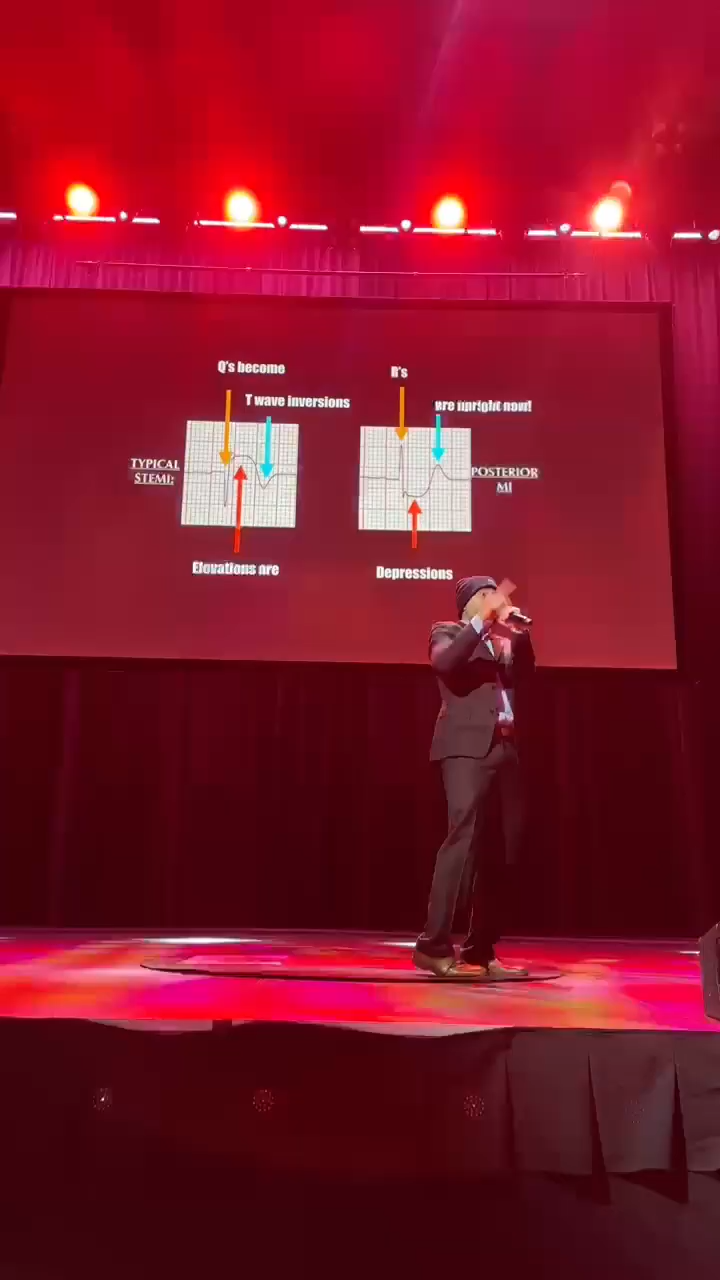 Q's become
R's
T wave inversions
are upright now!
TYPICAL
STEMI:
POSTERIOR
MI
Elevations are
Depressions